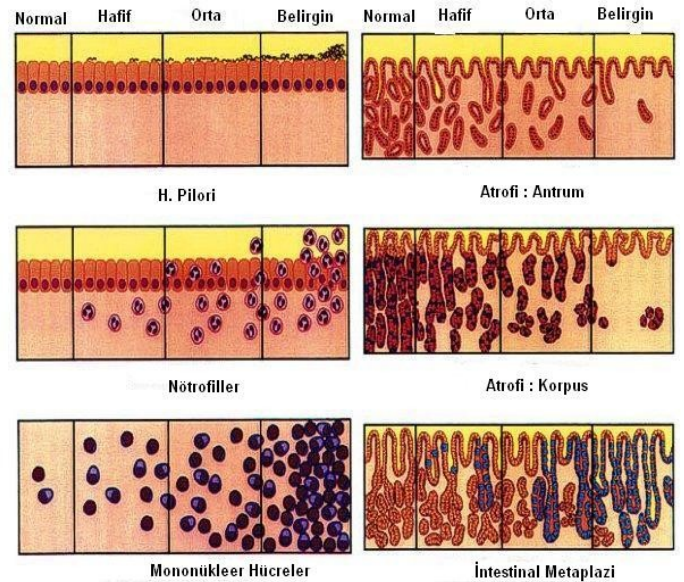 Normal Hafif Orta Belirgin
Normal Hafif Orta Belirgin
H. Pilori
Atrofi : Antrum
Nötrofiller
Atrofi : Korpus
Mononükleer Hücreler
İntestinal Metaplazi